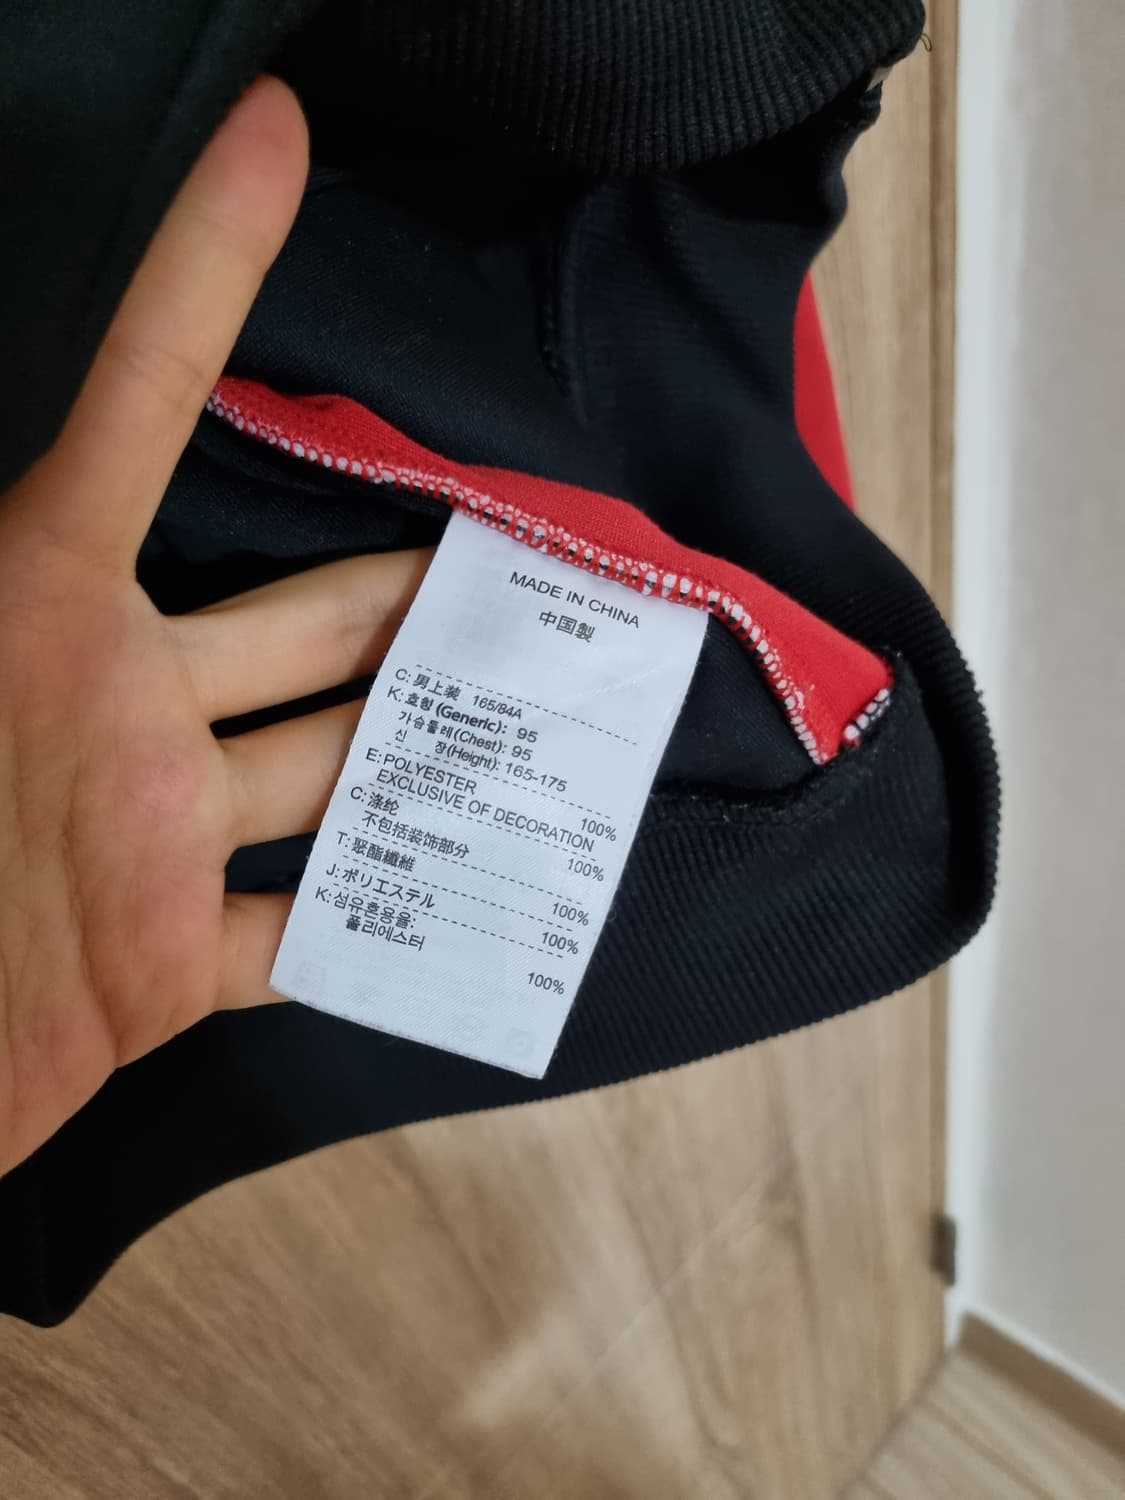 MADE IN CHINA
中国製
C: 男上装 165/84A
K: 호칭 (Generic): 95
가슴둘레(Chest): 95
신 장(Height): 165-175
E: POLYESTER 100%
EXCLUSIVE OF DECORATION
C: 涤纶 100%
不包括装饰部分
T: 聚酯纖維 100%
J: ポリエステル 100%
K: 섬유혼용율:
폴리에스터 100%